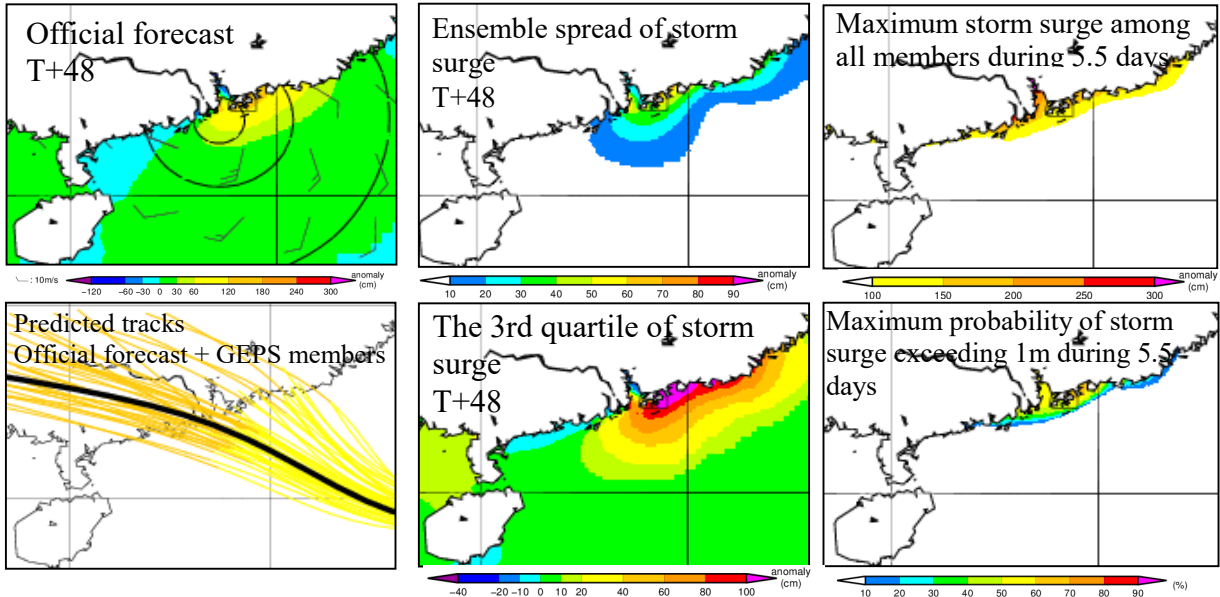 Official forecast
T+48
: 10m/s
−120 −60 −30 0 30 60 120 180 240 300
anomaly
(cm)
Ensemble spread of storm
surge
T+48
10 20 30 40 50 60 70 80 90
anomaly
(cm)
Maximum storm surge among
all members during 5.5 days
100 150 200 250 300
anomaly
(cm)
Predicted tracks
Official forecast + GEPS members
The 3rd quartile of storm
surge
T+48
−40 −20 −10 0 10 20 40 60 80 100
anomaly
(cm)
Maximum probability of storm
surge exceeding 1m during 5.5
days
10 20 30 40 50 60 70 80 90
(%)